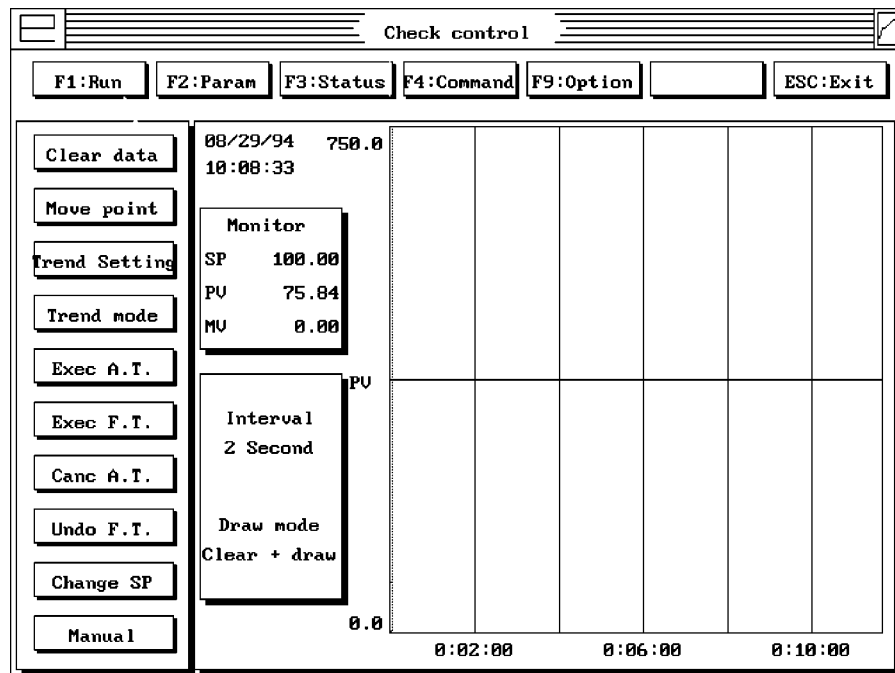 Check control
F1:Run F2:Param F3:Status F4:Command F9:Option ESC:Exit
Clear data
Move point
Trend Setting
Trend mode
Exec A.T.
Exec F.T.
Canc A.T.
Undo F.T.
Change SP
Manual
08/29/94
10:08:33
Monitor
SP 100.00
PV 75.84
MV 0.00
Interval
2 Second
Draw mode
Clear + draw
750.0
PV
0.0
0:02:00 0:06:00 0:10:00